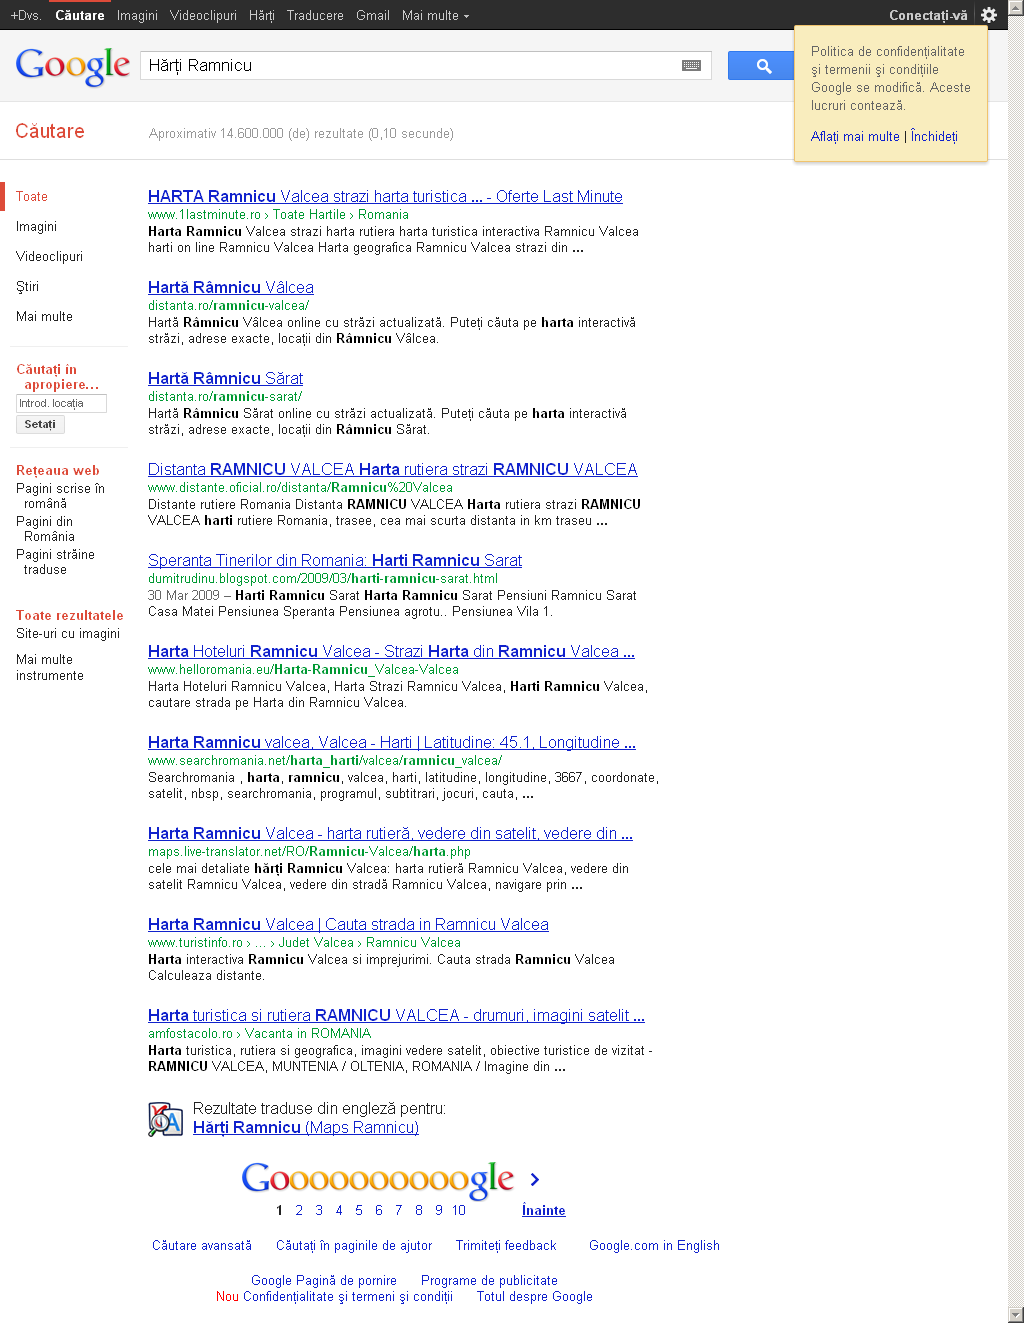 +Dvs. Căutare Imagini Videoclipuri Hărți Traducere Gmail Mai multe Conectați-vă
Google
Hărți Ramnicu
Politica de confidențialitate
și termenii și condițiile
Google se modifică. Aceste
lucruri contează.
Aflați mai multe | Închideți
Căutare
Aproximativ 14.600.000 (de) rezultate (0,10 secunde)
Toate
Imagini
Videoclipuri
Știri
Mai multe
Căutați în
apropiere...
Introd. locația
Setați
Rețeaua web
Pagini scrise în
română
Pagini din
România
Pagini străine
traduse
Toate rezultatele
Site-uri cu imagini
Mai multe
instrumente
HARTA Ramnicu Valcea strazi harta turistica ... - Oferte Last Minute
www.1lastminute.ro › Toate Hartile › Romania
Harta Ramnicu Valcea strazi harta rutiera harta turistica interactiva Ramnicu Valcea
harti on line Ramnicu Valcea Harta geografica Ramnicu Valcea strazi din ...
Hartă Râmnicu Vâlcea
distanta.ro/ramnicu-valcea/
Hartă Râmnicu Vâlcea online cu străzi actualizată. Puteți căuta pe harta interactivă
străzi, adrese exacte, locații din Râmnicu Vâlcea.
Hartă Râmnicu Sărat
distanta.ro/ramnicu-sarat/
Hartă Râmnicu Sărat online cu străzi actualizată. Puteți căuta pe harta interactivă
străzi, adrese exacte, locații din Râmnicu Sărat.
Distanta RAMNICU VALCEA Harta rutiera strazi RAMNICU VALCEA
www.distante.oficial.ro/distanta/Ramnicu%20Valcea
Distante rutiere Romania Distanta RAMNICU VALCEA Harta rutiera strazi RAMNICU
VALCEA harti rutiere Romania, trasee, cea mai scurta distanta in km traseu ...
Speranta Tinerilor din Romania: Harti Ramnicu Sarat
dumitrudinu.blogspot.com/2009/03/harti-ramnicu-sarat.html
30 Mar 2009 – Harti Ramnicu Sarat Harta Ramnicu Sarat Pensiuni Ramnicu Sarat
Casa Matei Pensiunea Speranta Pensiunea agrotu.. Pensiunea Vila 1.
Harta Hoteluri Ramnicu Valcea - Strazi Harta din Ramnicu Valcea ...
www.helloromania.eu/Harta-Ramnicu_Valcea-Valcea
Harta Hoteluri Ramnicu Valcea, Harta Strazi Ramnicu Valcea, Harti Ramnicu Valcea,
cautare strada pe Harta din Ramnicu Valcea.
Harta Ramnicu valcea, Valcea - Harti | Latitudine: 45.1, Longitudine ...
www.searchromania.net/harta_harti/valcea/ramnicu_valcea/
Searchromania , harta, ramnicu, valcea, harti, latitudine, longitudine, 3667, coordonate,
satelit, nbsp, searchromania, programul, subtitrari, jocuri, cauta, ...
Harta Ramnicu Valcea - harta rutieră, vedere din satelit, vedere din ...
maps.live-translator.net/RO/Ramnicu-Valcea/harta.php
cele mai detaliate hărți Ramnicu Valcea: harta rutieră Ramnicu Valcea, vedere din
satelit Ramnicu Valcea, vedere din stradă Ramnicu Valcea, navigare prin ...
Harta Ramnicu Valcea | Cauta strada in Ramnicu Valcea
www.turistinfo.ro › ... › Judet Valcea › Ramnicu Valcea
Harta interactiva Ramnicu Valcea si imprejurimi. Cauta strada Ramnicu Valcea
Calculeaza distante.
Harta turistica si rutiera RAMNICU VALCEA - drumuri, imagini satelit ...
amfostacolo.ro › Vacanta in ROMANIA
Harta turistica, rutiera si geografica, imagini vedere satelit, obiective turistice de vizitat -
RAMNICU VALCEA, MUNTENIA / OLTENIA, ROMANIA / Imagine din ...
Rezultate traduse din engleză pentru:
Hărți Ramnicu (Maps Ramnicu)
Goooooooooogle
1 2 3 4 5 6 7 8 9 10 Înainte
Căutare avansată Căutați în paginile de ajutor Trimiteți feedback Google.com in English
Google Pagină de pornire Programe de publicitate
Nou Confidențialitate și termeni și condiții Totul despre Google